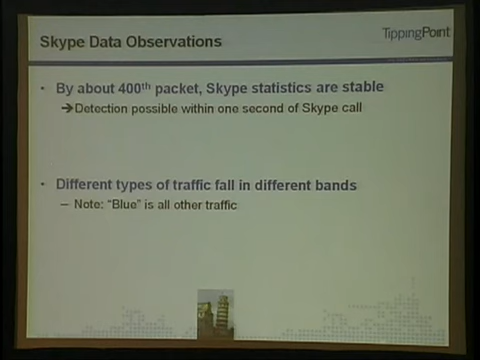 Skype Data Observations
TippingPoint
• By about 400th packet, Skype statistics are stable
➔Detection possible within one second of Skype call
• Different types of traffic fall in different bands
– Note: "Blue" is all other traffic